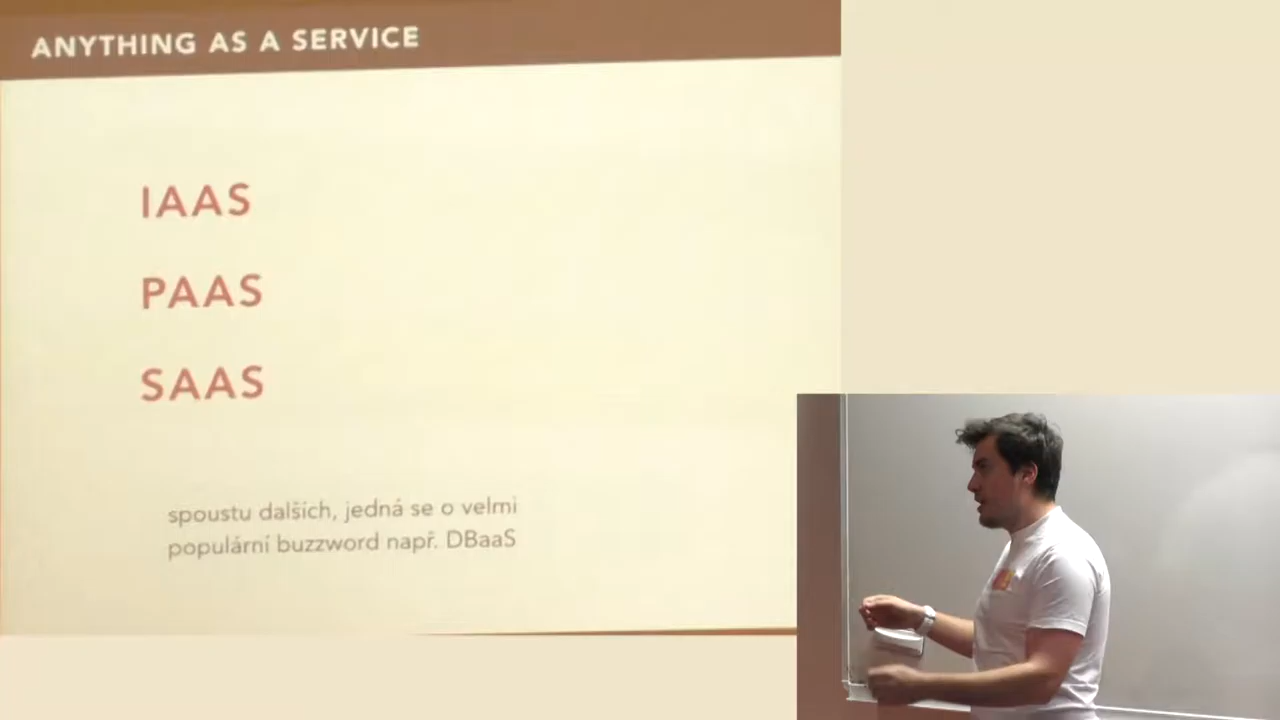 ANYTHING AS A SERVICE
IAAS
PAAS
SAAS
spoustu dalších, jedná se o velmi
populární buzzword např. DBaaS